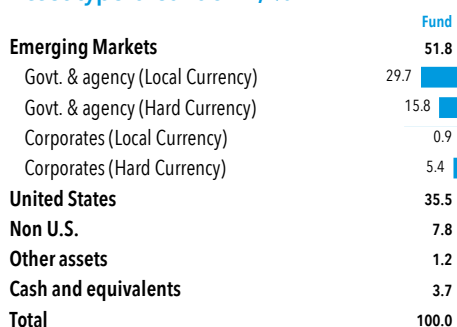 Fund
Emerging Markets 51.8
Govt. & agency (Local Currency) 29.7
Govt. & agency (Hard Currency) 15.8
Corporates (Local Currency) 0.9
Corporates (Hard Currency) 5.4
United States 35.5
Non U.S. 7.8
Other assets 1.2
Cash and equivalents 3.7
Total 100.0